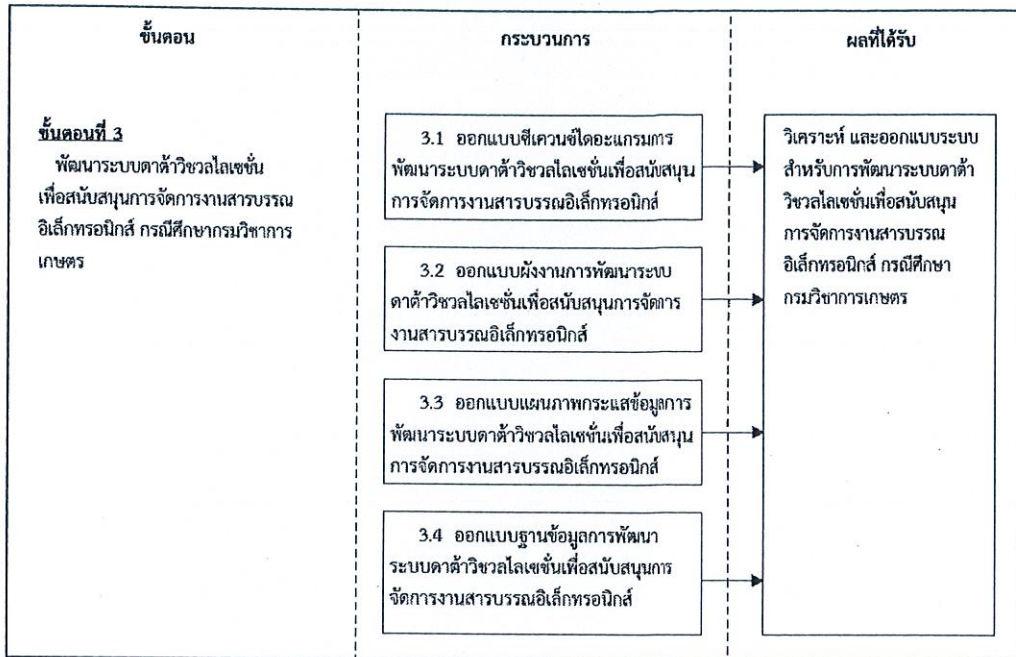 ขั้นตอน
กระบวนการ
ผลที่ได้รับ
ขั้นตอนที่ 3
พัฒนาระบบดาต้าวิชวลไลเซชั่น
เพื่อสนับสนุนการจัดการงานสารบรรณ
อิเล็กทรอนิกส์ กรณีศึกษากรมวิชาการ
เกษตร
3.1 ออกแบบซีเควนซ์ไดอะแกรมการ
พัฒนาระบบดาต้าวิชวลไลเซชั่นเพื่อสนับสนุน
การจัดการงานสารบรรณอิเล็กทรอนิกส์
3.2 ออกแบบผังงานการพัฒนาระบบ
ดาต้าวิชวลไลเซชั่นเพื่อสนับสนุนการจัดการ
งานสารบรรณอิเล็กทรอนิกส์
3.3 ออกแบบแผนภาพกระแสข้อมูลการ
พัฒนาระบบดาต้าวิชวลไลเซชั่นเพื่อสนับสนุน
การจัดการงานสารบรรณอิเล็กทรอนิกส์
3.4 ออกแบบฐานข้อมูลการพัฒนา
ระบบดาต้าวิชวลไลเซชั่นเพื่อสนับสนุนการ
จัดการงานสารบรรณอิเล็กทรอนิกส์
วิเคราะห์ และออกแบบระบบ
สำหรับการพัฒนาระบบดาต้า
วิชวลไลเซชั่นเพื่อสนับสนุน
การจัดการงานสารบรรณ
อิเล็กทรอนิกส์ กรณีศึกษา
กรมวิชาการเกษตร